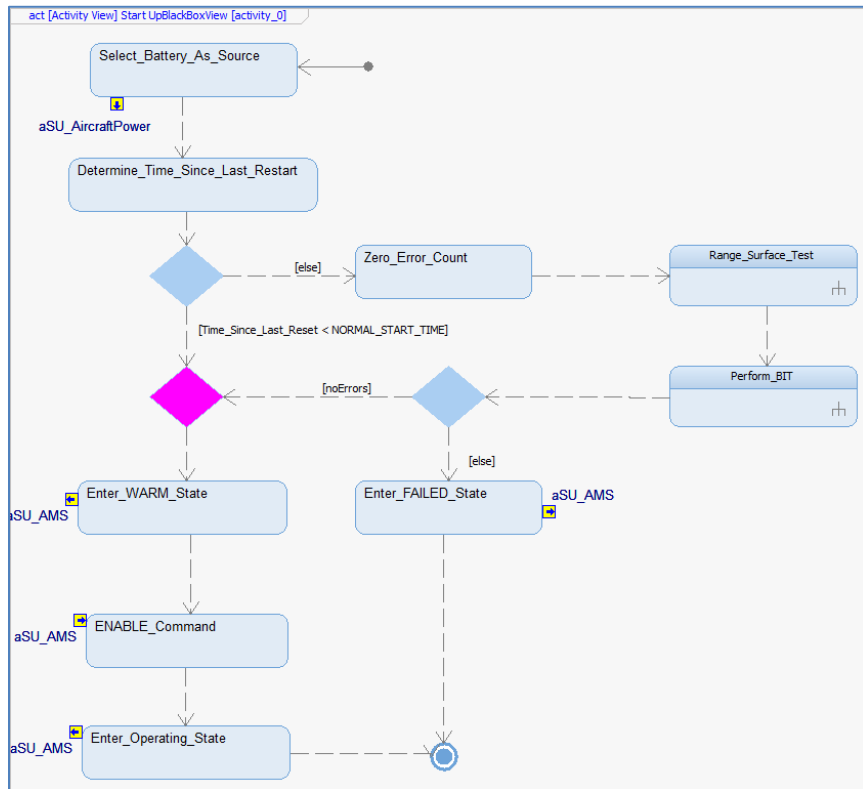 act [Activity View] Start UpBlackBoxView [activity_0]
Select_Battery_As_Source
aSU_AircraftPower
Determine_Time_Since_Last_Restart
[else]
Zero_Error_Count
Range_Surface_Test
[Time_Since_Last_Reset < NORMAL_START_TIME]
[noErrors]
Perform_BIT
[else]
Enter_WARM_State
aSU_AMS
Enter_FAILED_State
aSU_AMS
ENABLE_Command
aSU_AMS
Enter_Operating_State
aSU_AMS